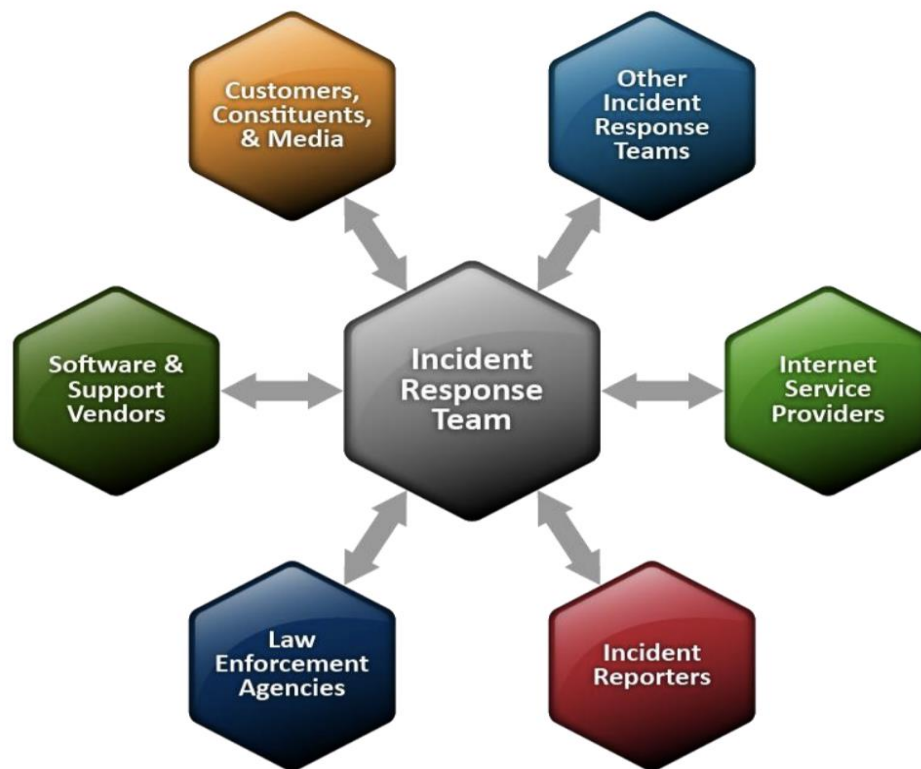 Customers,
Constituents,
& Media
Other
Incident
Response
Teams
Software &
Support
Vendors
Incident
Response
Team
Internet
Service
Providers
Law
Enforcement
Agencies
Incident
Reporters